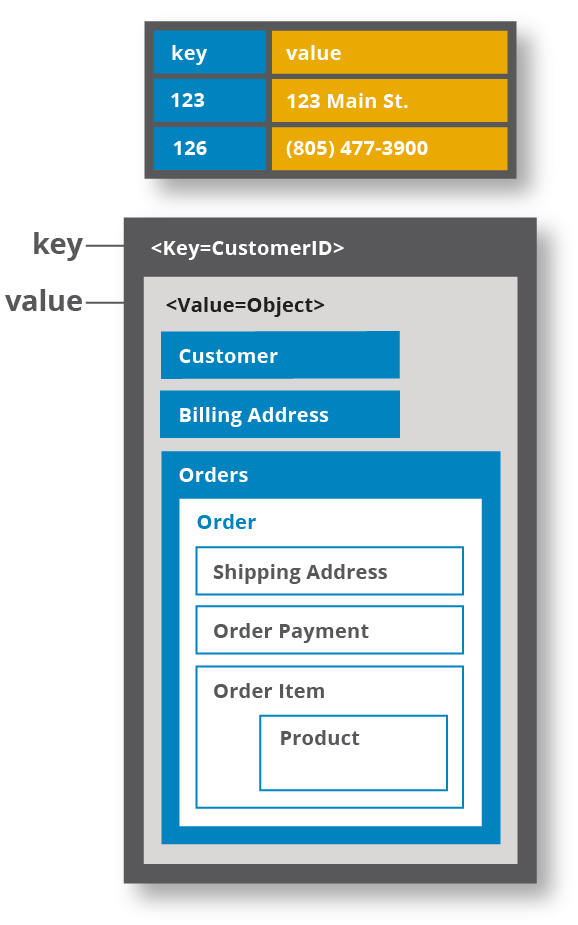 key value
123 123 Main St.
126 (805) 477-3900
key <Key=CustomerID>
value <Value=Object>
Customer
Billing Address
Orders
Order
Shipping Address
Order Payment
Order Item
Product